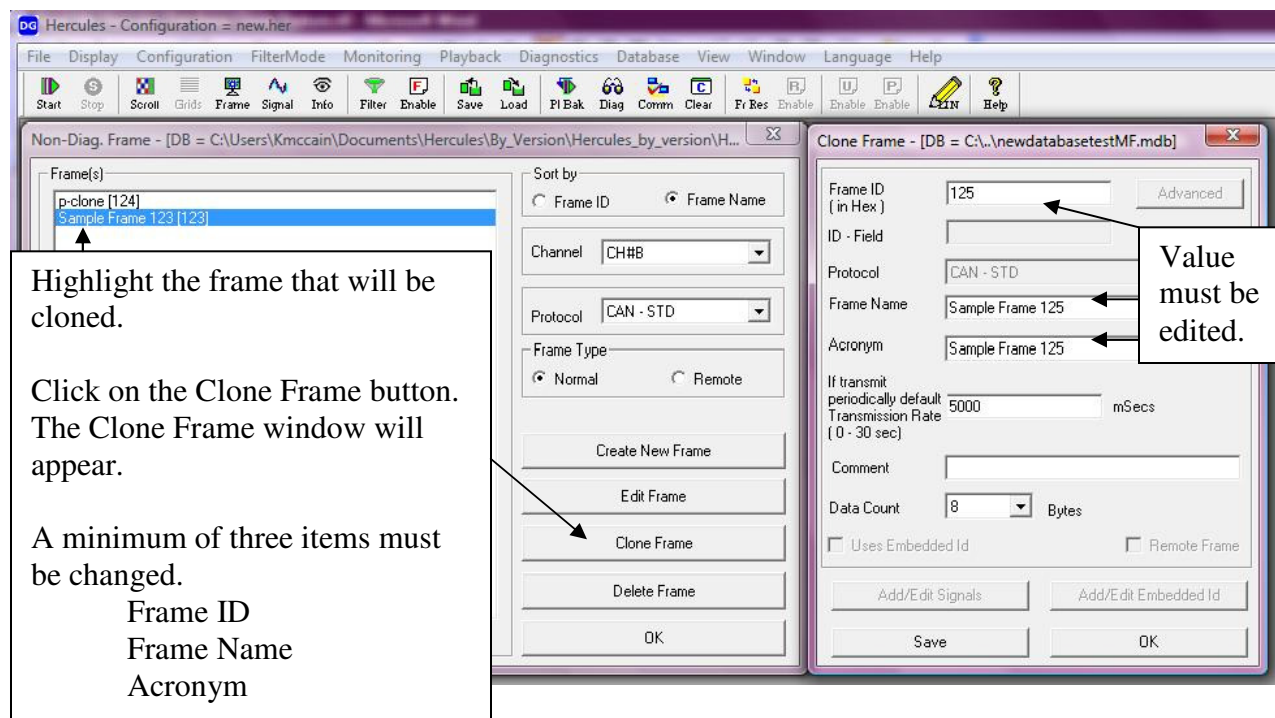 DG Hercules - Configuration = new.her
File Display Configuration FilterMode Monitoring Playback Diagnostics Database View Window Language Help
Start Stop Scroll Grids Frame Signal Info Filter Enable Save Load Pl Bak Diag Comm Clear Fr Res Enable Enable Enable LIN Help
Non-Diag. Frame - [DB = C:\Users\Kmccain\Documents\Hercules\By_Version\Hercules_by_version\H...
Frame(s)
p-clone [124]
Sample Frame 123 [123]
Highlight the frame that will be
cloned.
Click on the Clone Frame button.
The Clone Frame window will
appear.
A minimum of three items must
be changed.
Frame ID
Frame Name
Acronym
Sort by
Frame ID Frame Name
Channel CH#B
Protocol CAN - STD
Frame Type
Normal Remote
Create New Frame
Edit Frame
Clone Frame
Delete Frame
OK
Clone Frame - [DB = C:\..\newdatabasetestMF.mdb]
Frame ID
( in Hex )
125
Advanced
ID - Field
Protocol CAN - STD
Frame Name Sample Frame 125
Acronym Sample Frame 125
Value
must be
edited.
If transmit
periodically default
Transmission Rate
( 0 - 30 sec)
5000 mSecs
Comment
Data Count 8 Bytes
Uses Embedded Id Remote Frame
Add/Edit Signals Add/Edit Embedded Id
Save OK